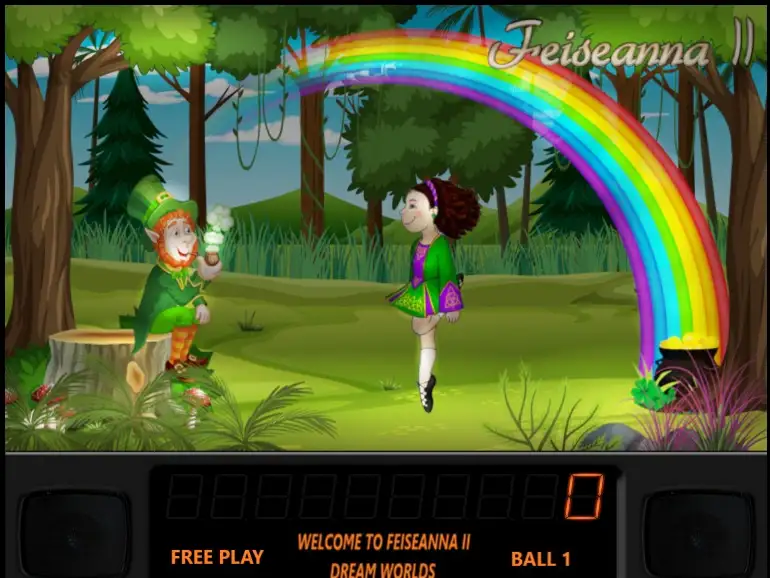 Feiseanna II
0
WELCOME TO FEISEANNA II
FREE PLAY
BALL 1
DREAM WORLDS